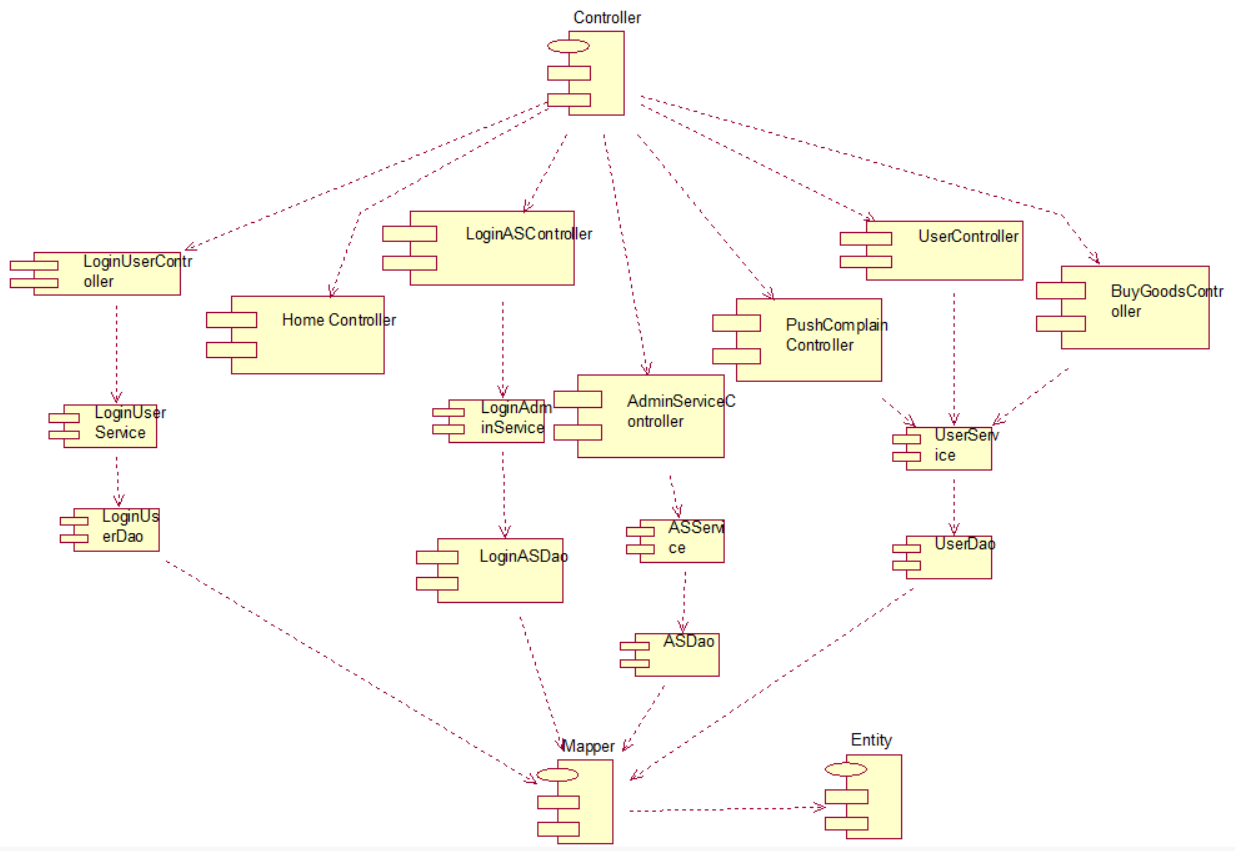 Controller
LoginASController
UserController
LoginUserContr
oller
Home Controller
PushComplain
Controller
BuyGoodsContr
oller
LoginUser
Service
LoginAdm
inService
AdminServiceC
ontroller
UserServ
ice
LoginUs
erDao
LoginASDao
ASServi
ce
UserDao
ASDao
Mapper
Entity